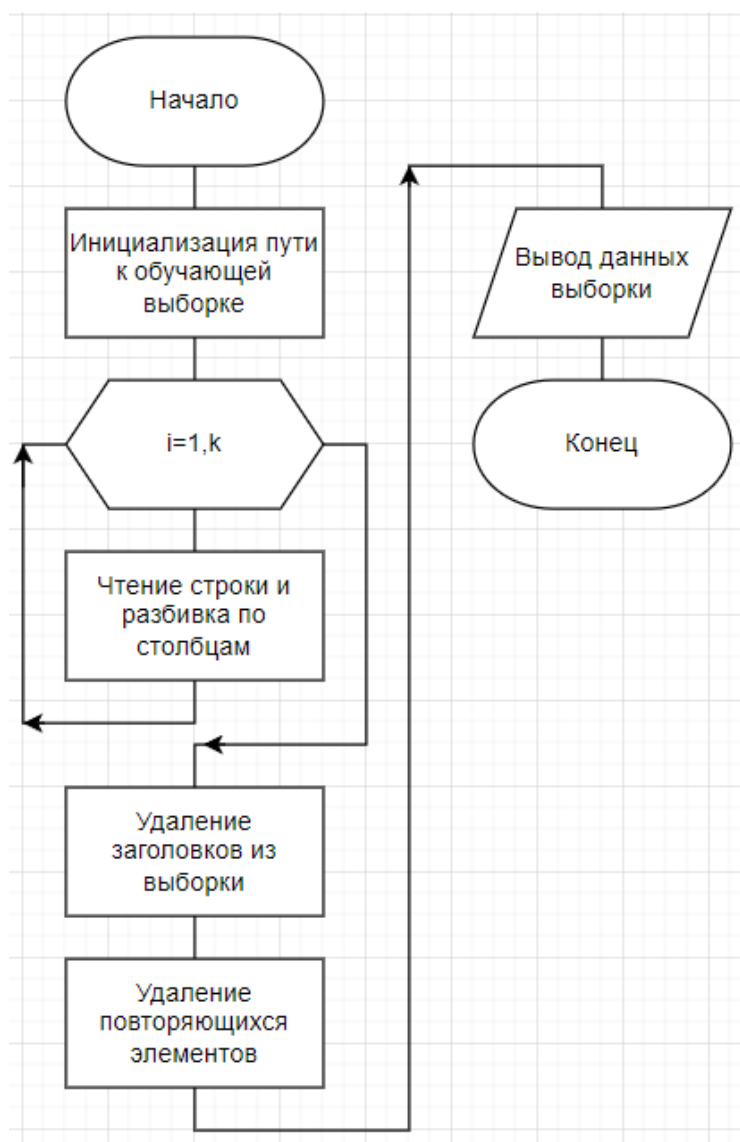 Начало
Инициализация пути
к обучающей
выборке
i=1,k
Чтение строки и
разбивка по
столбцам
Удаление
заголовков из
выборки
Удаление
повторяющихся
элементов
Вывод данных
выборки
Конец